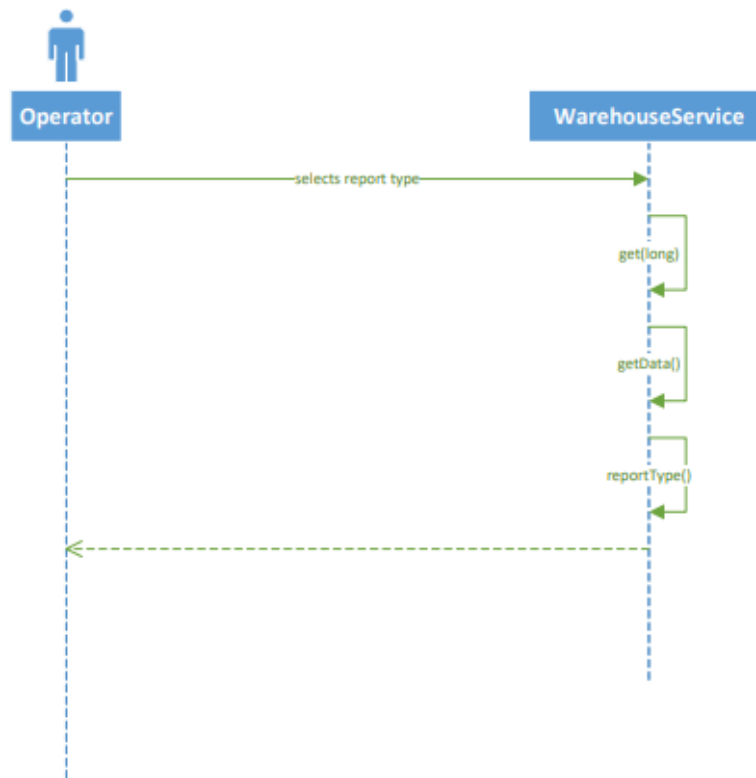 Operator
WarehouseService
selects report type
get(long)
getData()
reportType()